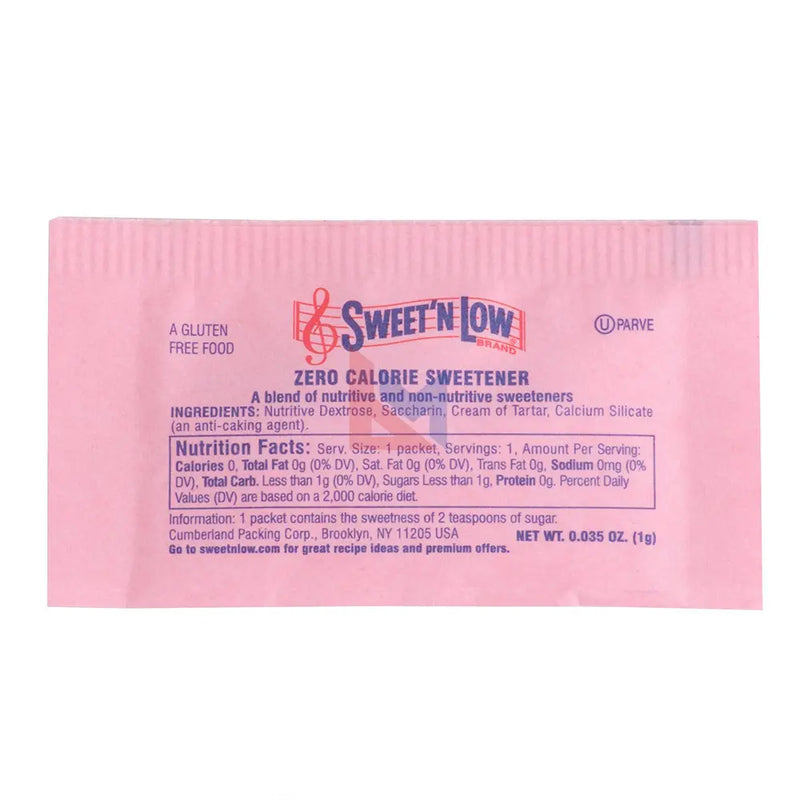 SWEET'N LOW®
BRAND
A GLUTEN
FREE FOOD
Ⓤ PARVE
ZERO CALORIE SWEETENER
A blend of nutritive and non-nutritive sweeteners
INGREDIENTS: Nutritive Dextrose, Saccharin, Cream of Tartar, Calcium Silicate
(an anti-caking agent).
Nutrition Facts: Serv. Size: 1 packet, Servings: 1, Amount Per Serving:
Calories 0, Total Fat 0g (0% DV), Sat. Fat 0g (0% DV), Trans Fat 0g, Sodium 0mg (0%
DV), Total Carb. Less than 1g (0% DV), Sugars Less than 1g, Protein 0g. Percent Daily
Values (DV) are based on a 2,000 calorie diet.
Information: 1 packet contains the sweetness of 2 teaspoons of sugar.
Cumberland Packing Corp., Brooklyn, NY 11205 USA
NET WT. 0.035 OZ. (1g)
Go to sweetnlow.com for great recipe ideas and premium offers.